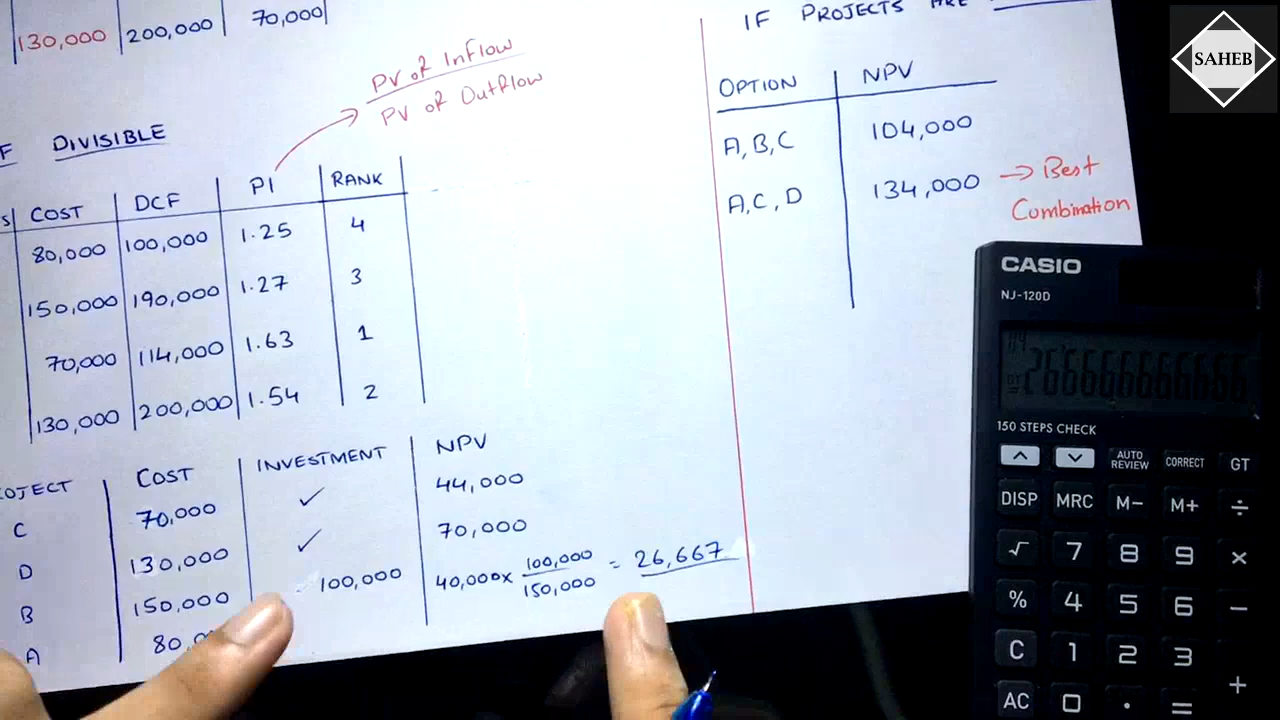 130,000 200,000 70,000
F DIVISIBLE
PV of Inflow
PV of Outflow
S COST DCF PI RANK
80,000 100,000 1.25 4
150,000 190,000 1.27 3
70,000 114,000 1.63 1
130,000 200,000 1.54 2
OJECT COST INVESTMENT NPV
C 70,000 ✓ 44,000
D 130,000 ✓ 70,000
B 150,000 100,000 40,000 x 100,000 / 150,000 = 26,667
A 80,0
IF PROJECTS ARE
OPTION NPV
A,B,C 104,000
A,C,D 134,000 → Best
Combination
SAHEB
CASIO
NJ-120D
150 STEPS CHECK
AUTO REVIEW CORRECT GT
DISP MRC M− M+ ÷
√ 7 8 9 ×
% 4 5 6 −
C 1 2 3
AC 0 . = +